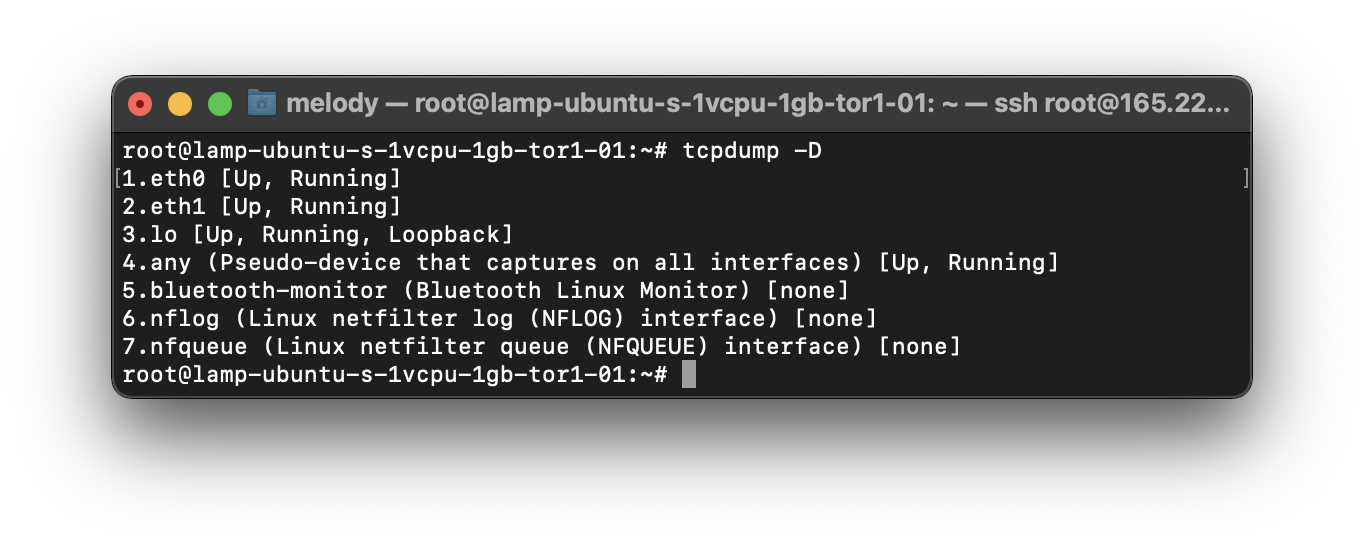 melody — root@lamp-ubuntu-s-1vcpu-1gb-tor1-01: ~ — ssh root@165.22...
root@lamp-ubuntu-s-1vcpu-1gb-tor1-01:~# tcpdump -D
[1.eth0 [Up, Running] ]
2.eth1 [Up, Running]
3.lo [Up, Running, Loopback]
4.any (Pseudo-device that captures on all interfaces) [Up, Running]
5.bluetooth-monitor (Bluetooth Linux Monitor) [none]
6.nflog (Linux netfilter log (NFLOG) interface) [none]
7.nfqueue (Linux netfilter queue (NFQUEUE) interface) [none]
root@lamp-ubuntu-s-1vcpu-1gb-tor1-01:~#